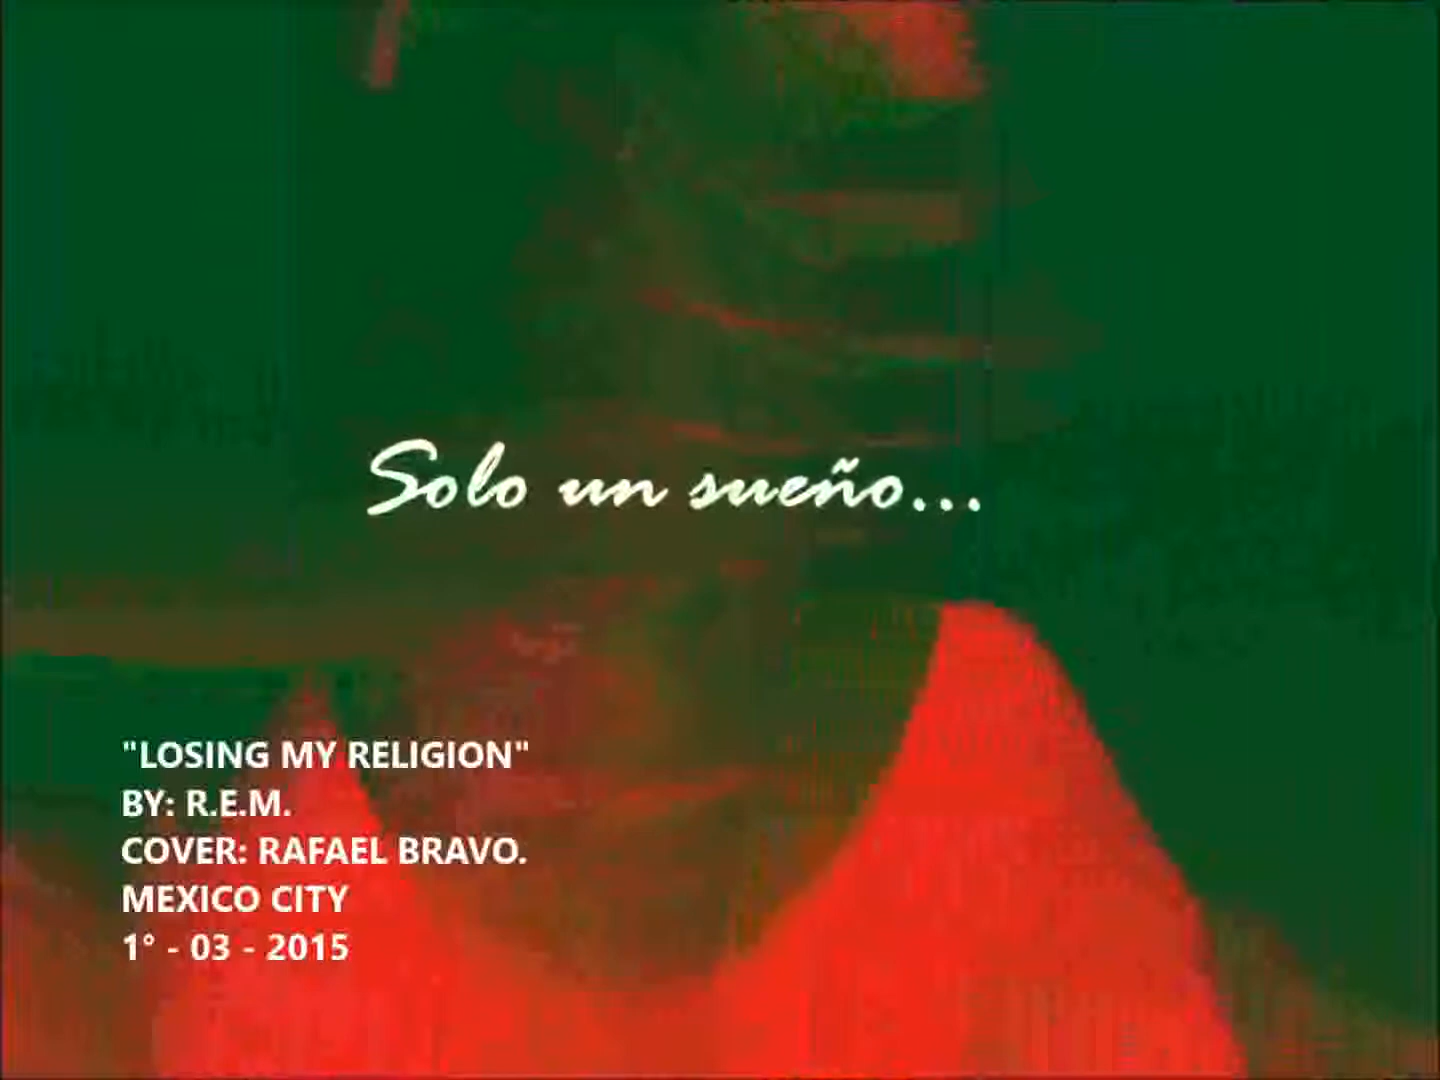 Solo un sueño...
"LOSING MY RELIGION"
BY: R.E.M.
COVER: RAFAEL BRAVO.
MEXICO CITY
1° - 03 - 2015